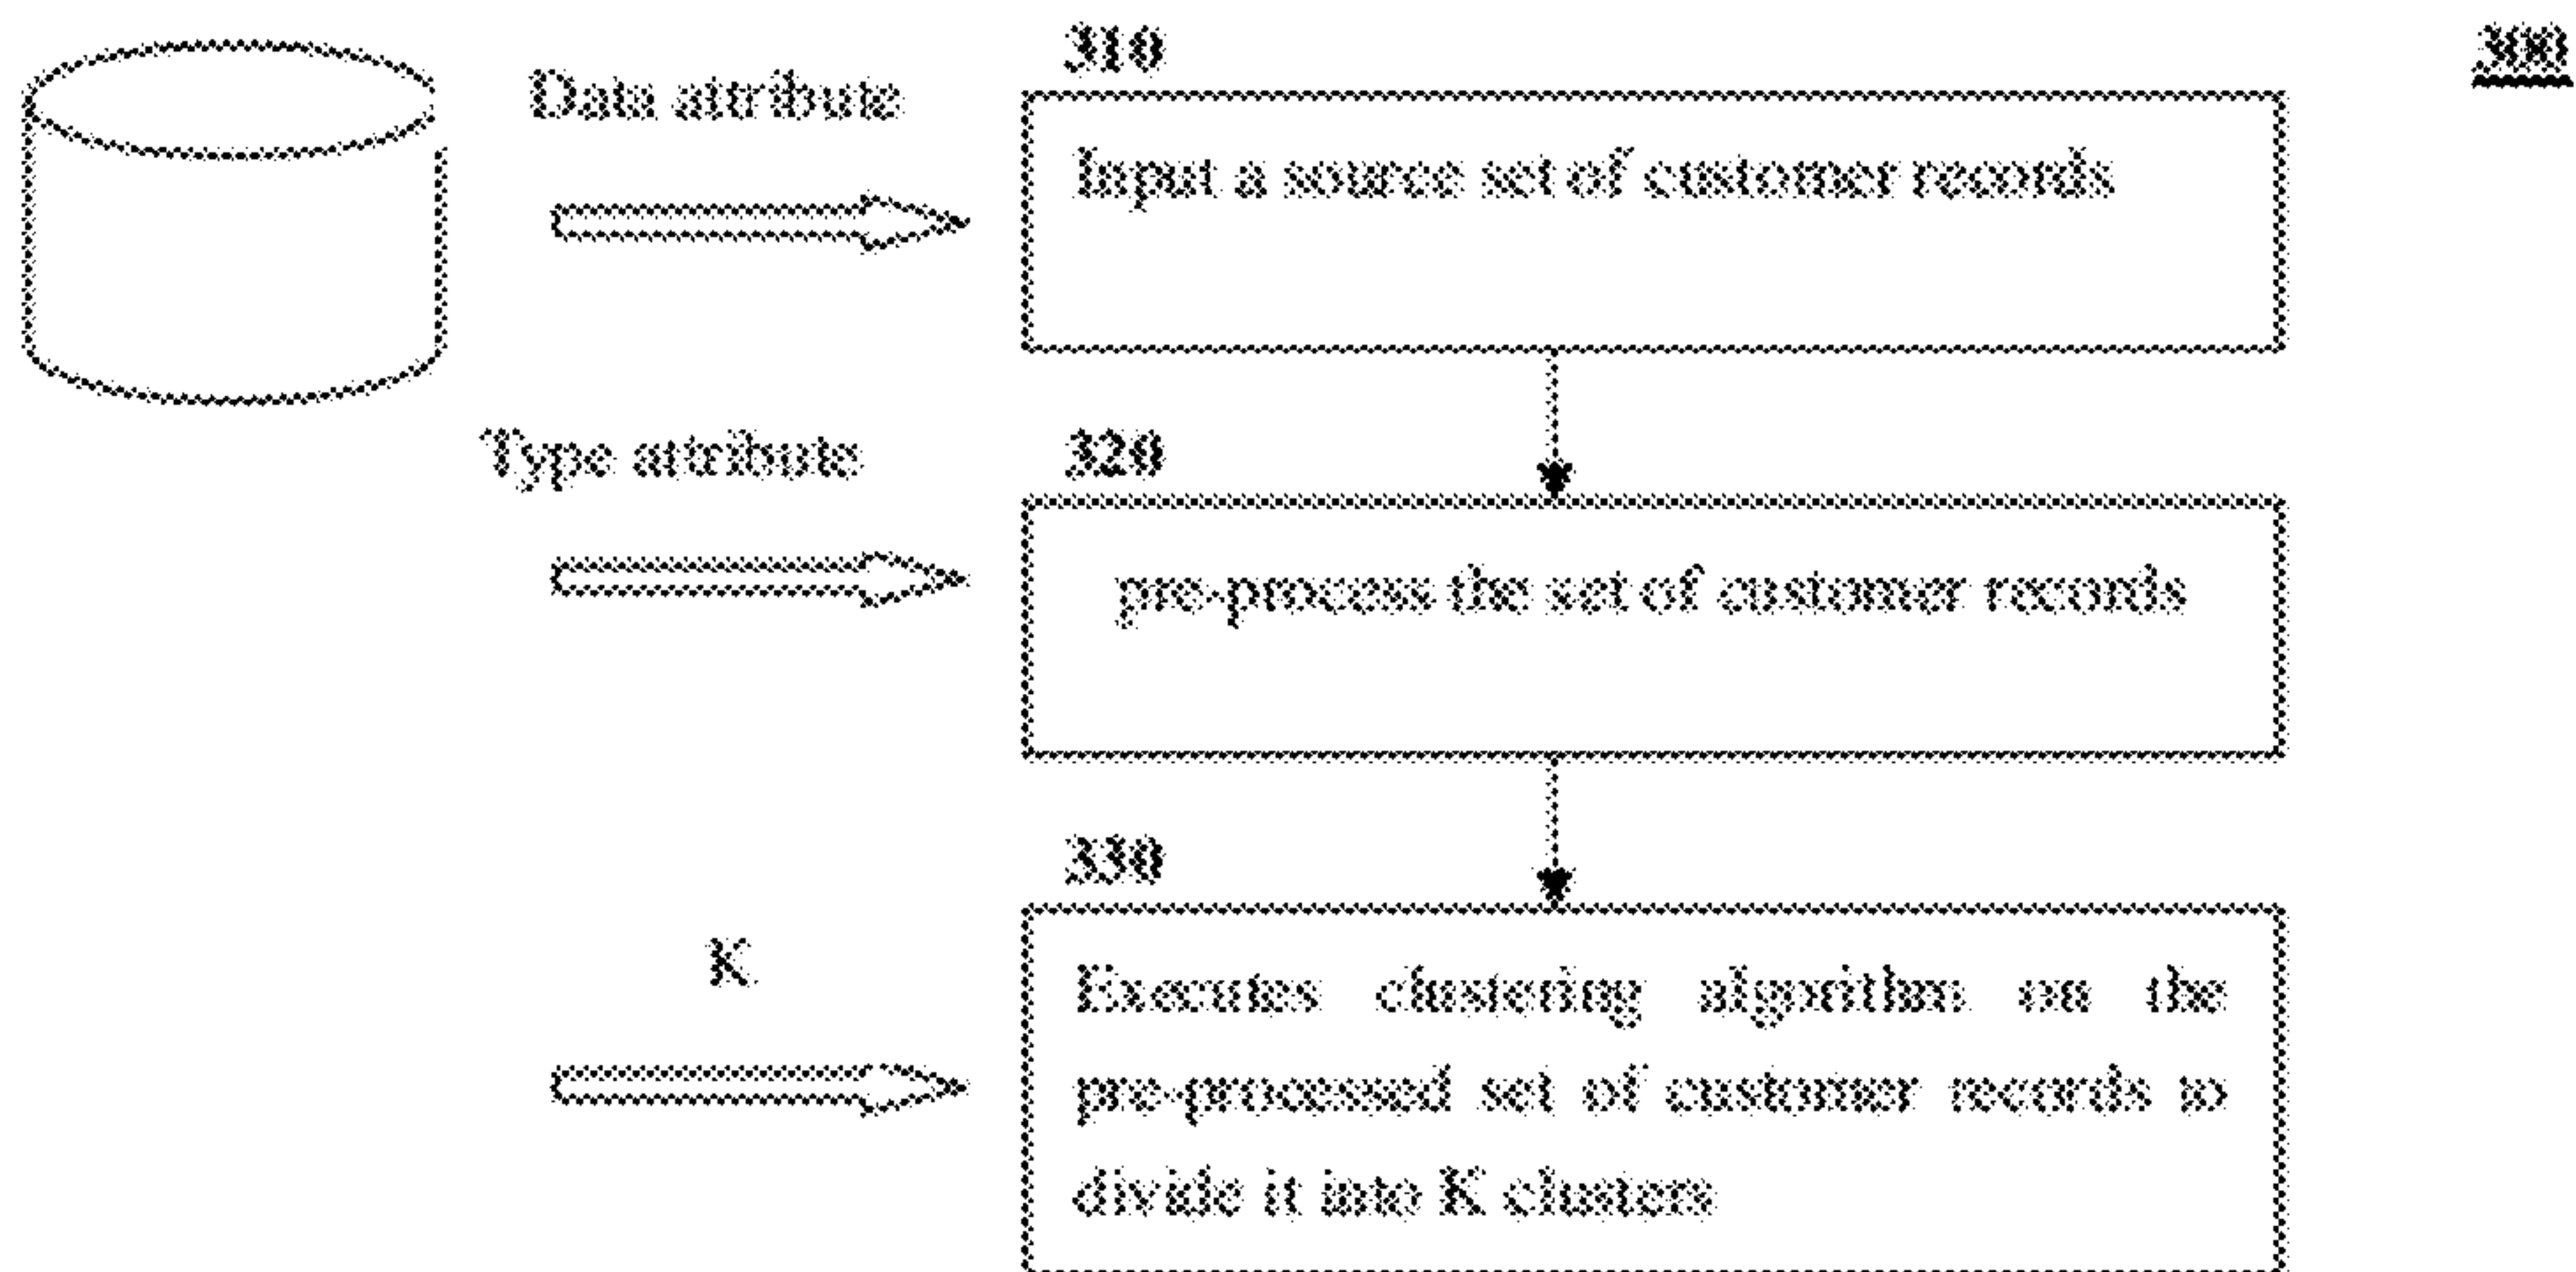 300
310
Data attribute
Input a source set of customer records
Type attribute
320
pre-process the set of customer records
330
K
Executes clustering algorithm on the
pre-processed set of customer records to
divide it into K clusters